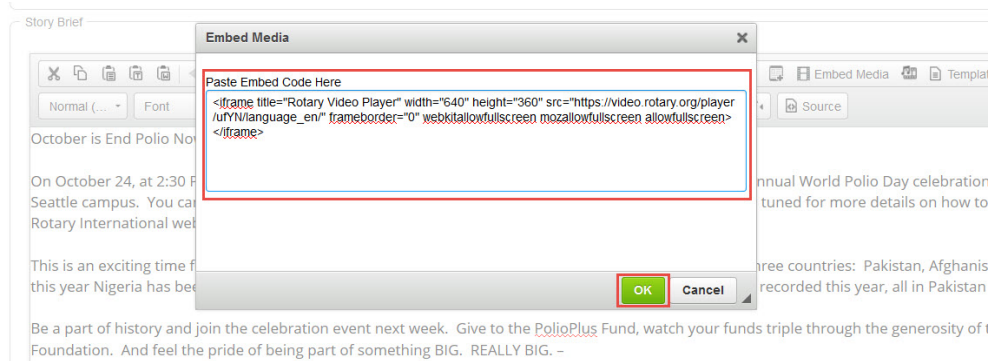 Story Brief
Embed Media
Embed Media
Templat
Paste Embed Code Here
Normal (...
Font
Source
<iframe title="Rotary Video Player" width="640" height="360" src="https://video.rotary.org/player
/ufYN/language_en/" frameborder="0" webkitallowfullscreen mozallowfullscreen allowfullscreen>
</iframe>
October is End Polio No
On October 24, at 2:30 nnual World Polio Day celebration
Seattle campus. You ca tuned for more details on how to
Rotary International we
This is an exciting time f hree countries: Pakistan, Afghanis
this year Nigeria has bee recorded this year, all in Pakistan
OK
Cancel
Be a part of history and join the celebration event next week. Give to the PolioPlus Fund, watch your funds triple through the generosity of t
Foundation. And feel the pride of being part of something BIG. REALLY BIG. –